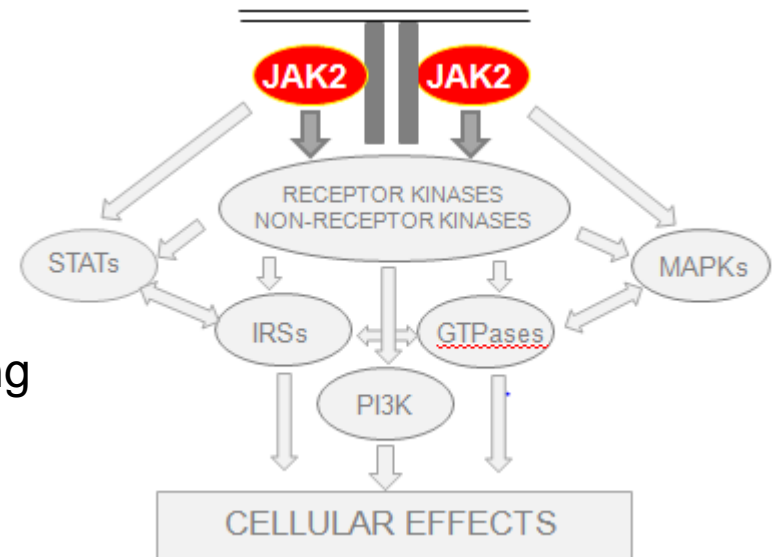 JAK2 JAK2
RECEPTOR KINASES
NON-RECEPTOR KINASES
STATs
MAPKs
IRSs
GTPases
PI3K
CELLULAR EFFECTS